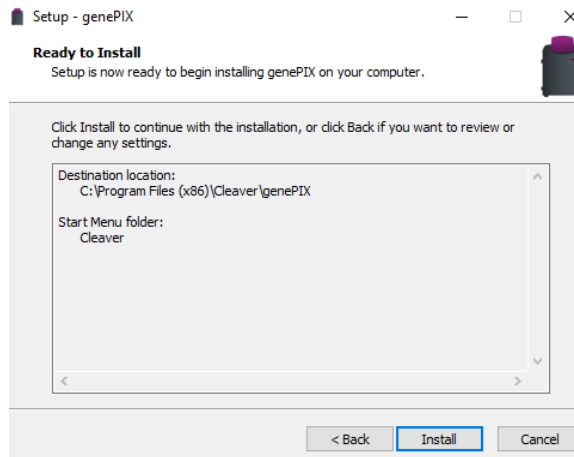 Setup - genePIX
Ready to Install
Setup is now ready to begin installing genePIX on your computer.
Click Install to continue with the installation, or click Back if you want to review or
change any settings.
Destination location:
C:\Program Files (x86)\Cleaver\genePIX
Start Menu folder:
Cleaver
< Back
Install
Cancel